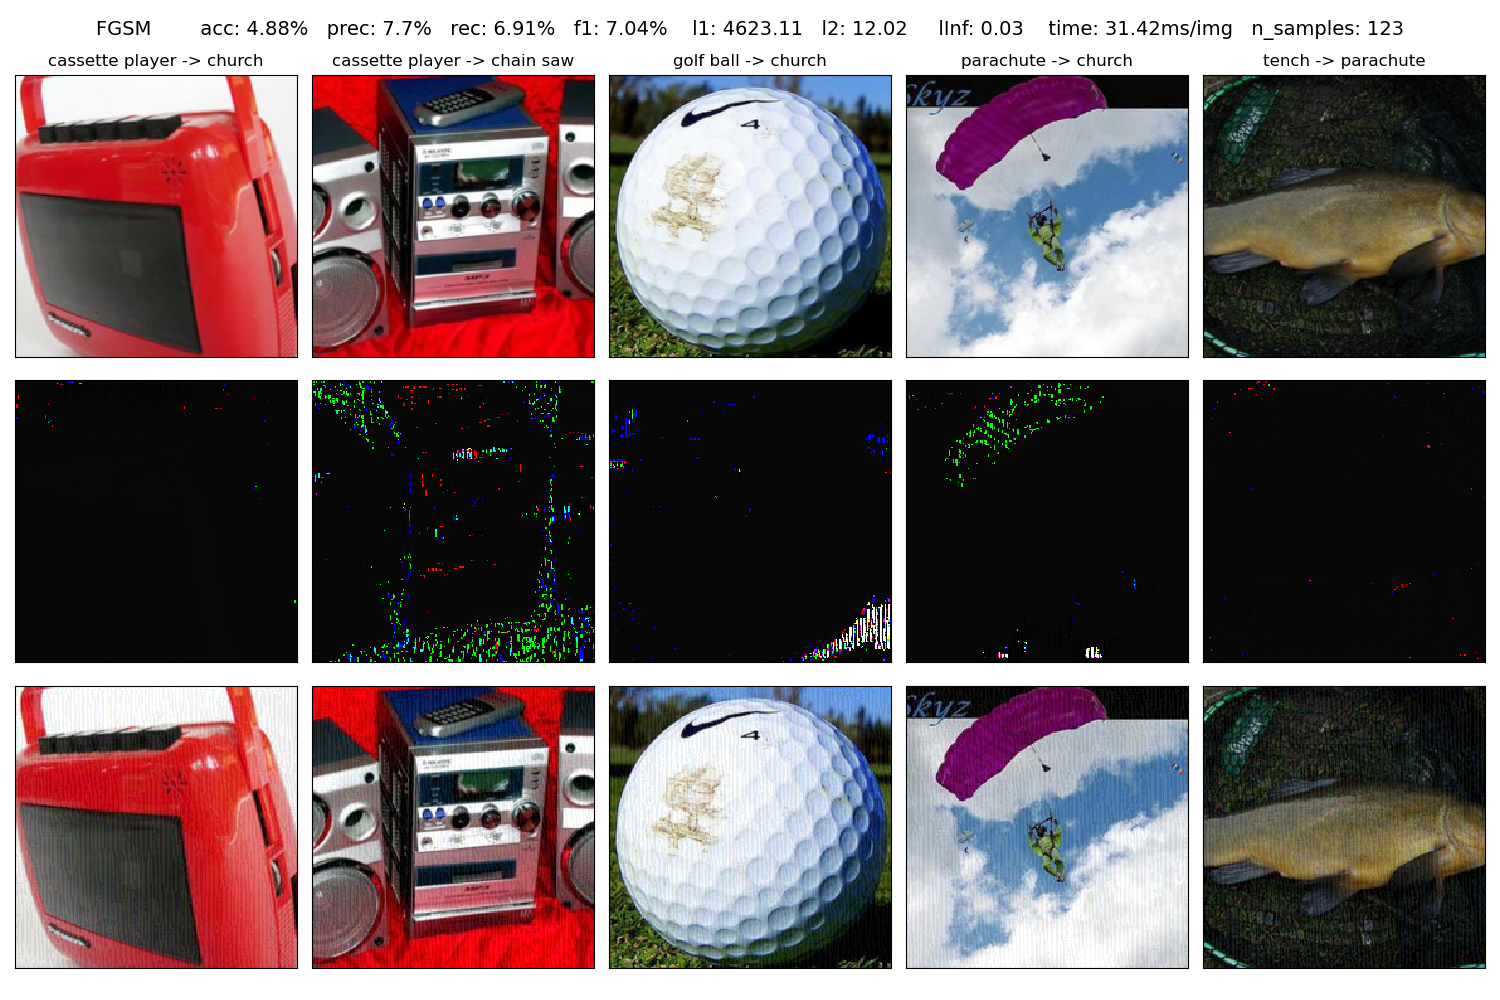 FGSM acc: 4.88% prec: 7.7% rec: 6.91% f1: 7.04% l1: 4623.11 l2: 12.02 lInf: 0.03 time: 31.42ms/img n_samples: 123
cassette player -> church
cassette player -> chain saw
golf ball -> church
parachute -> church
tench -> parachute
4
Skyz
4
Skyz